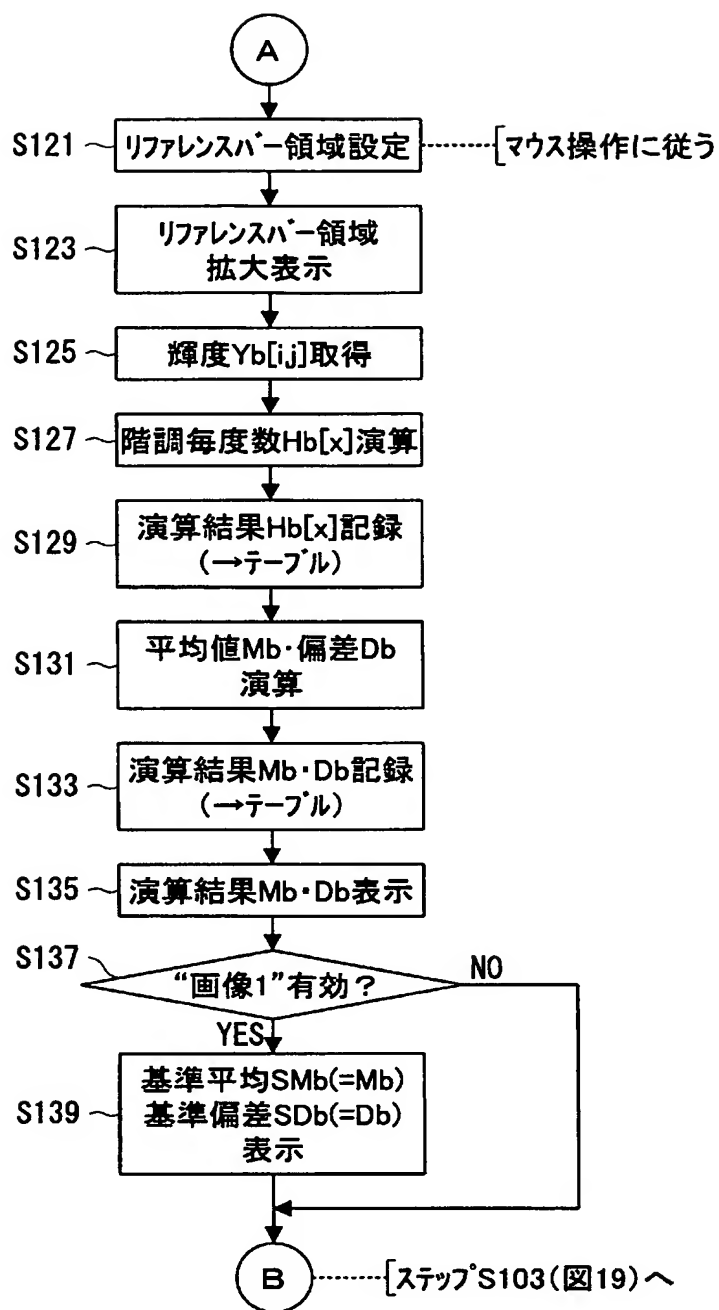 A
S121
リファレンスバー領域設定
マウス操作に従う
S123
リファレンスバー領域
拡大表示
S125
輝度Yb[i,j]取得
S127
階調毎度数Hb[x]演算
S129
演算結果Hb[x]記録
(→テーブル)
S131
平均値Mb・偏差Db
演算
S133
演算結果Mb・Db記録
(→テーブル)
S135
演算結果Mb・Db表示
S137
“画像1”有効？
NO
YES
S139
基準平均SMb(=Mb)
基準偏差SDb(=Db)
表示
B
ステップS103(図19)へ